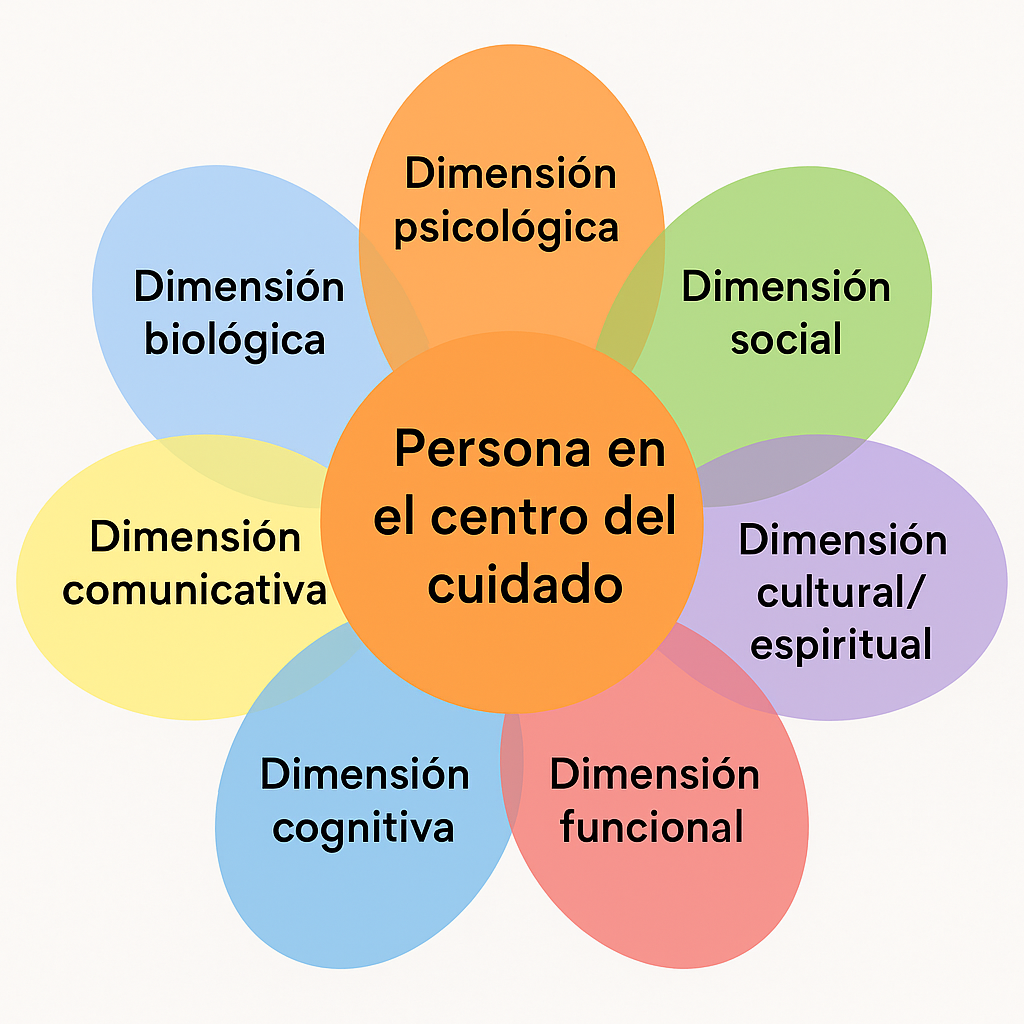 Dimensión
psicológica
Dimensión
biológica
Dimensión
social
Persona en
el centro del
cuidado
Dimensión
comunicativa
Dimensión
cultural/
espiritual
Dimensión
cognitiva
Dimensión
funcional